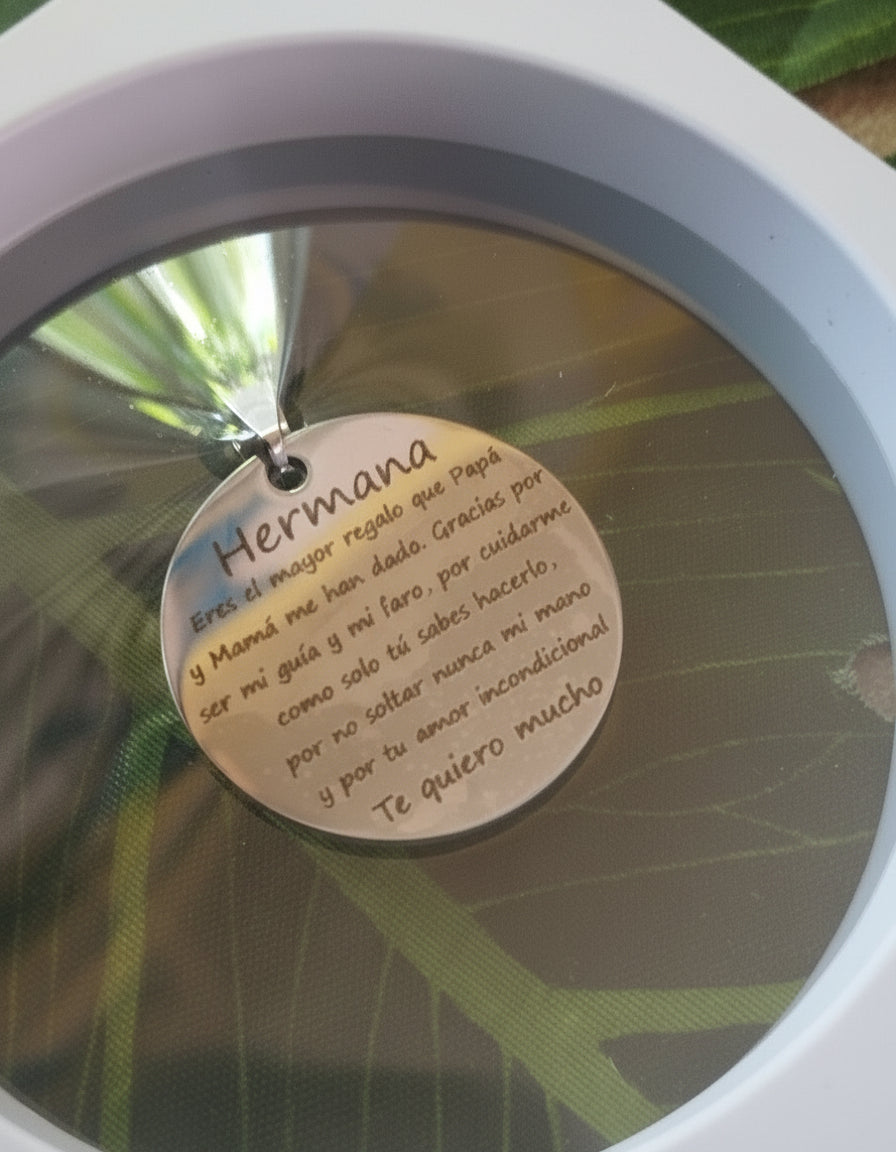 Hermana
Eres el mayor regalo que Papá
y Mamá me han dado. Gracias por
ser mi guía y mi faro, por cuidarme
como solo tú sabes hacerlo,
por no soltar nunca mi mano
y por tu amor incondicional
Te quiero mucho